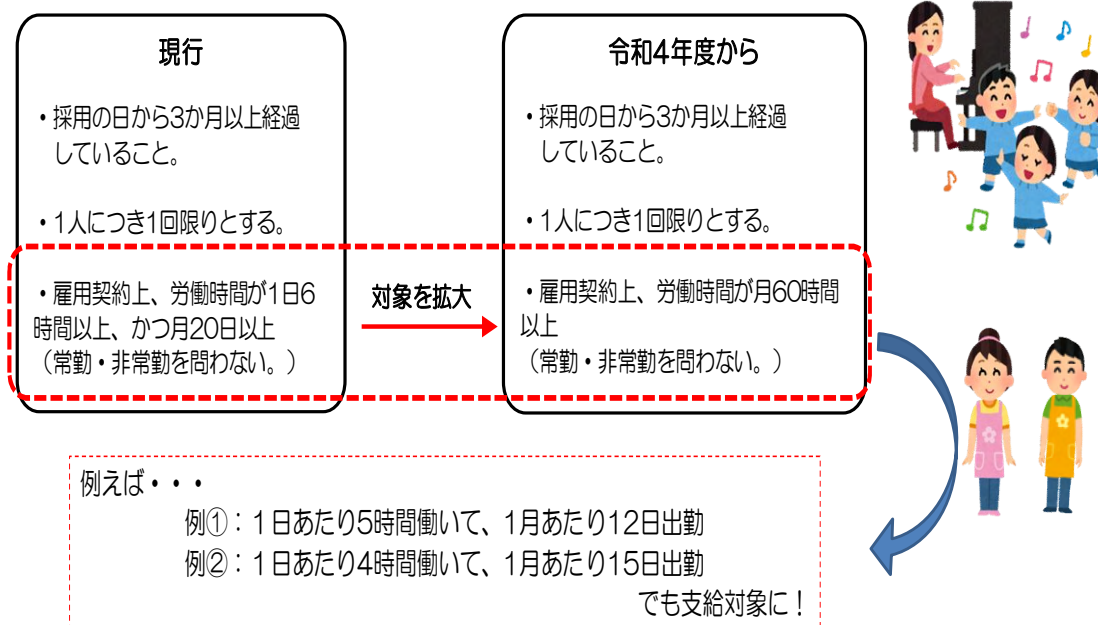 現行
・採用の日から3か月以上経過
していること。
・1人につき1回限りとする。
・雇用契約上、労働時間が1日6
時間以上、かつ月20日以上
（常勤・非常勤を問わない。）
対象を拡大
令和4年度から
・採用の日から3か月以上経過
していること。
・1人につき1回限りとする。
・雇用契約上、労働時間が月60時間
以上
（常勤・非常勤を問わない。）
例えば・・・
例①：１日あたり5時間働いて、1月あたり12日出勤
例②：１日あたり4時間働いて、1月あたり15日出勤
でも支給対象に！